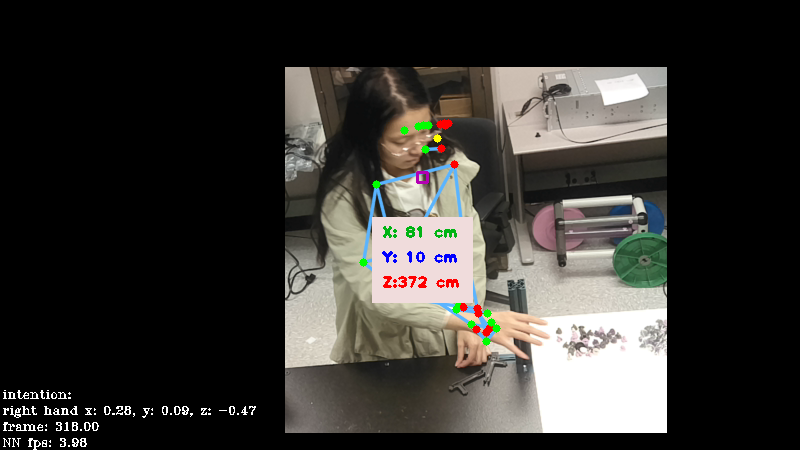 X: 81 cm
Y: 10 cm
Z:372 cm
intention:
right hand x: 0.28, y: 0.09, z: −0.47
frame: 318.00
NN fps: 3.98